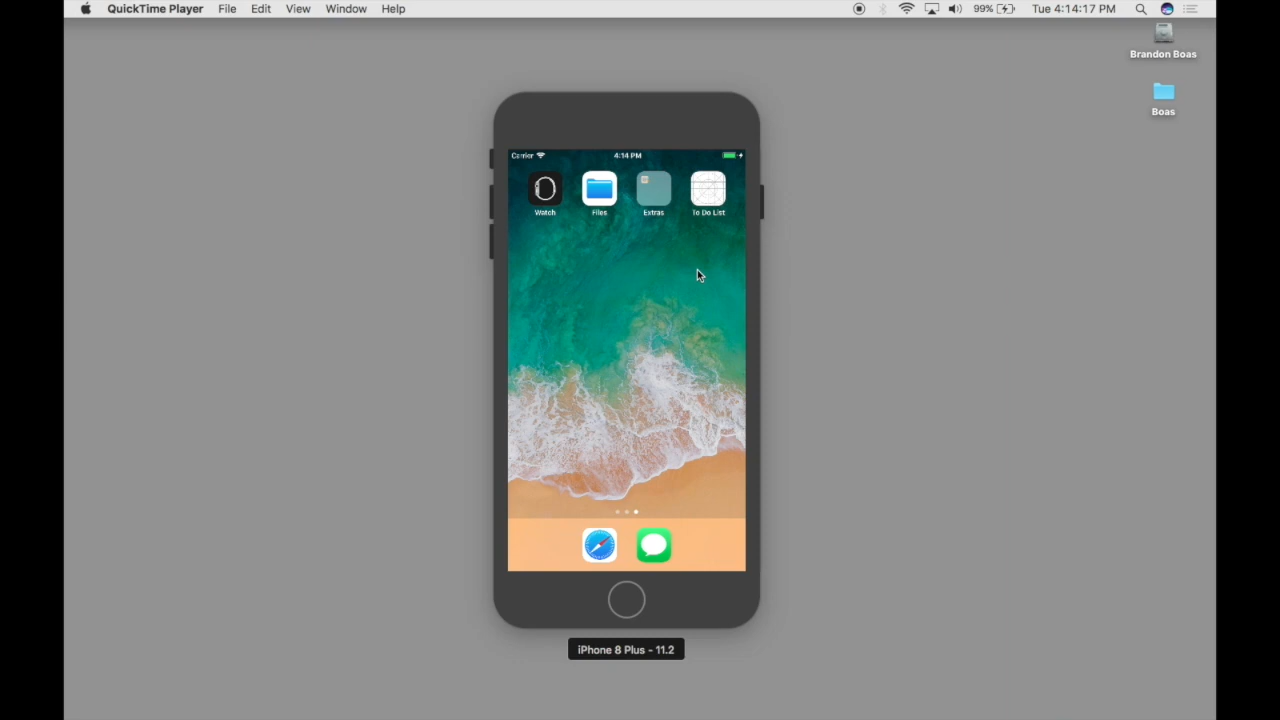 QuickTime Player File Edit View Window Help 99% Tue 4:14:17 PM
Brandon Boas
Boas
Carrier 4:14 PM
Watch Files Extras To Do List
iPhone 8 Plus - 11.2